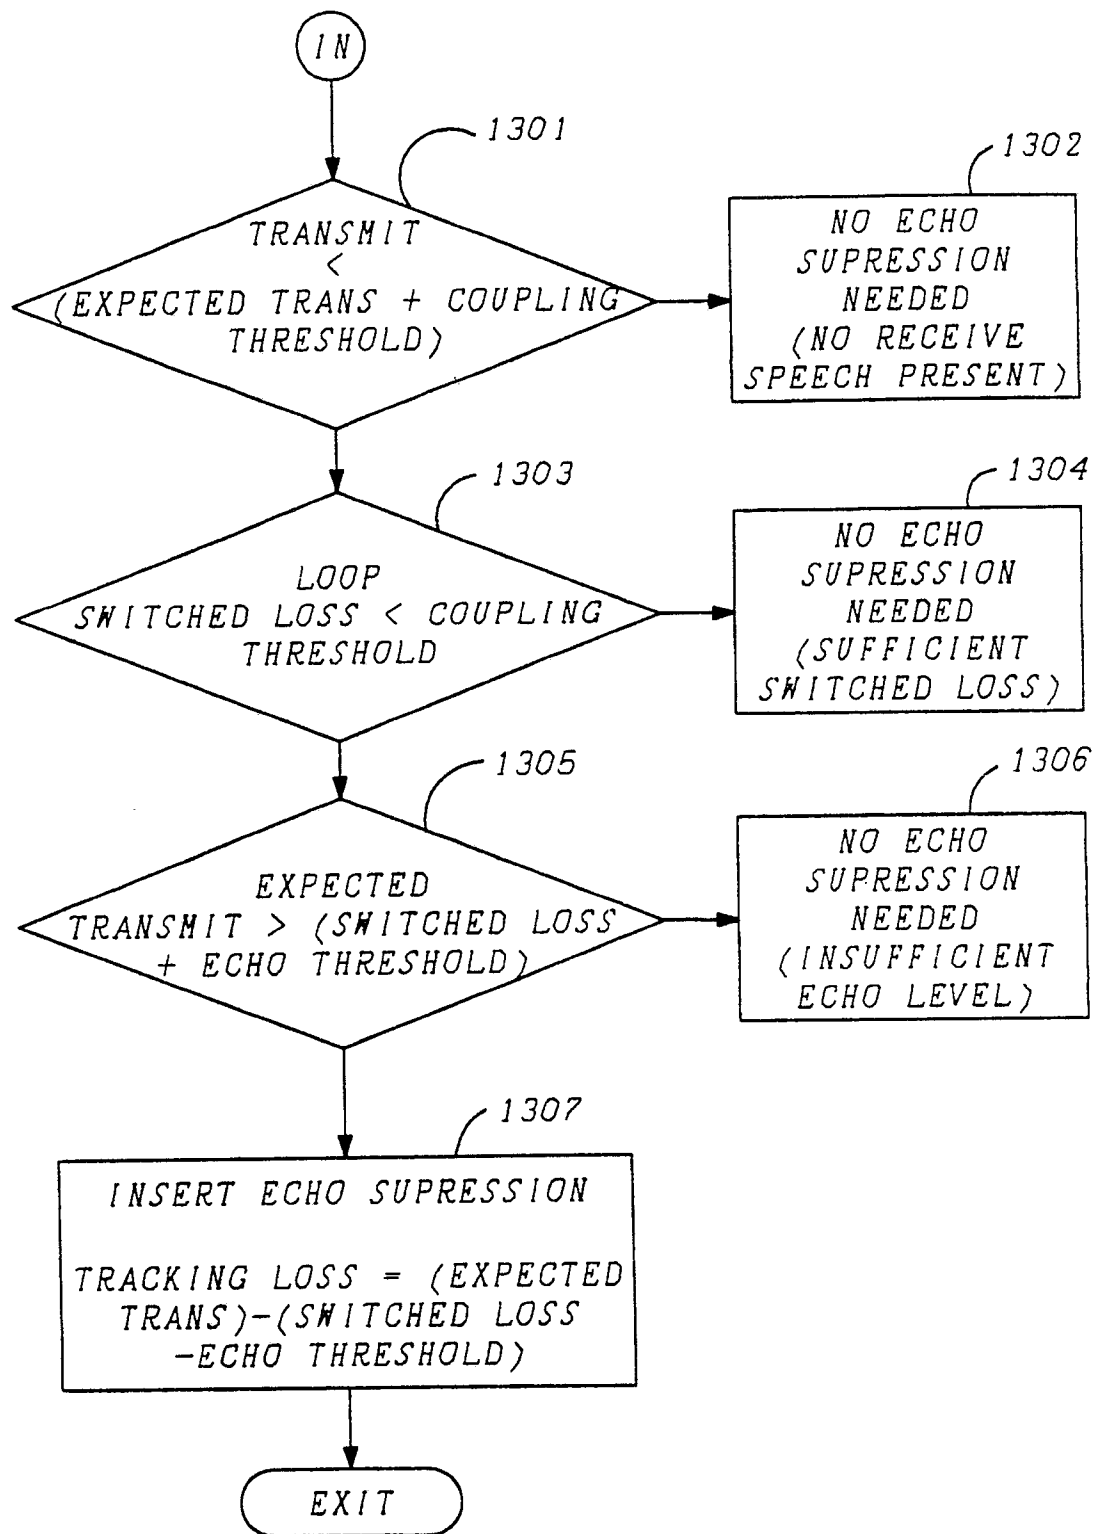 IN
1301
TRANSMIT
<
(EXPECTED TRANS + COUPLING
THRESHOLD)
1302
NO ECHO
SUPRESSION
NEEDED
(NO RECEIVE
SPEECH PRESENT)
1303
LOOP
SWITCHED LOSS < COUPLING
THRESHOLD
1304
NO ECHO
SUPRESSION
NEEDED
(SUFFICIENT
SWITCHED LOSS)
1305
EXPECTED
TRANSMIT > (SWITCHED LOSS
+ ECHO THRESHOLD)
1306
NO ECHO
SUPRESSION
NEEDED
(INSUFFICIENT
ECHO LEVEL)
1307
INSERT ECHO SUPRESSION
TRACKING LOSS = (EXPECTED
TRANS)-(SWITCHED LOSS
-ECHO THRESHOLD)
EXIT